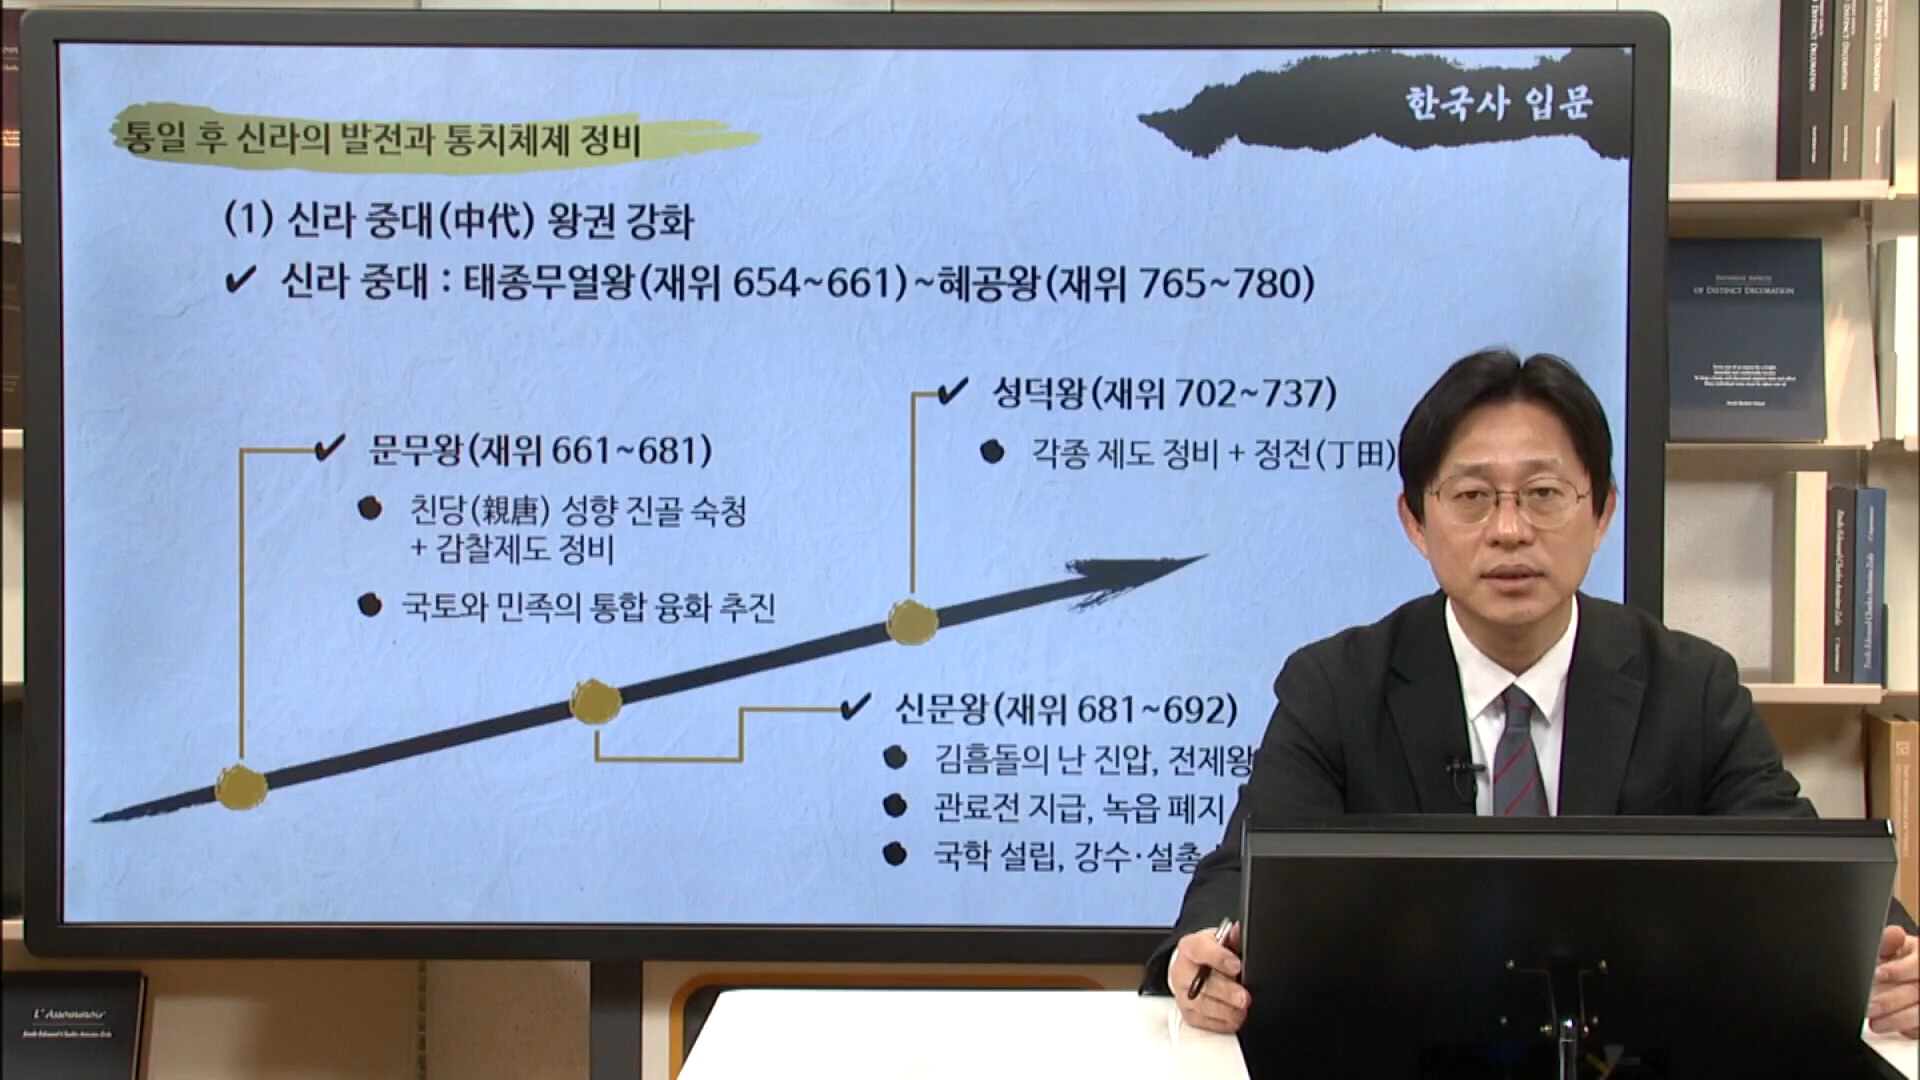 한국사 입문
통일 후 신라의 발전과 통치체제 정비
(1) 신라 중대(中代) 왕권 강화
✔ 신라 중대 : 태종무열왕(재위 654~661)~혜공왕(재위 765~780)
✔ 성덕왕(재위 702~737)
● 각종 제도 정비 + 정전(丁田)
✔ 문무왕(재위 661~681)
● 친당(親唐) 성향 진골 숙청
+ 감찰제도 정비
● 국토와 민족의 통합 융화 추진
✔ 신문왕(재위 681~692)
● 김흠돌의 난 진압, 전제왕
● 관료전 지급, 녹읍 폐지
● 국학 설립, 강수·설총
OF DISTINCT DECORATION
L'Assommoir